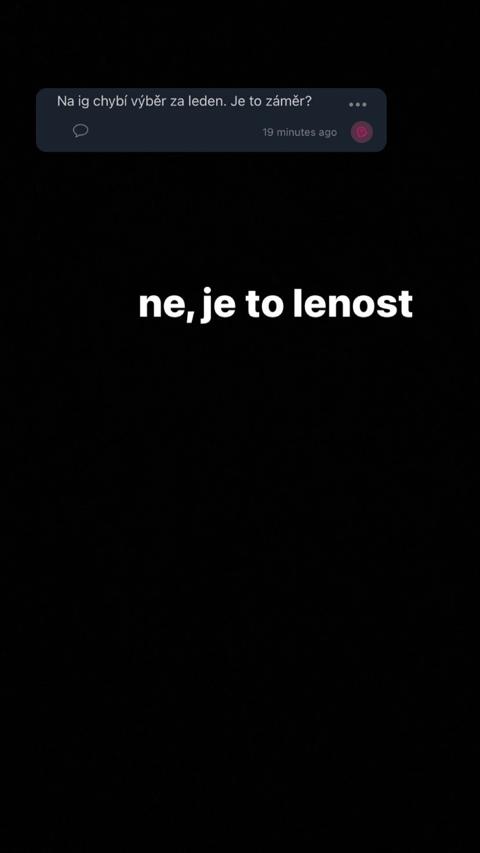 Na ig chybí výběr za leden. Je to záměr?
19 minutes ago
ne, je to lenost